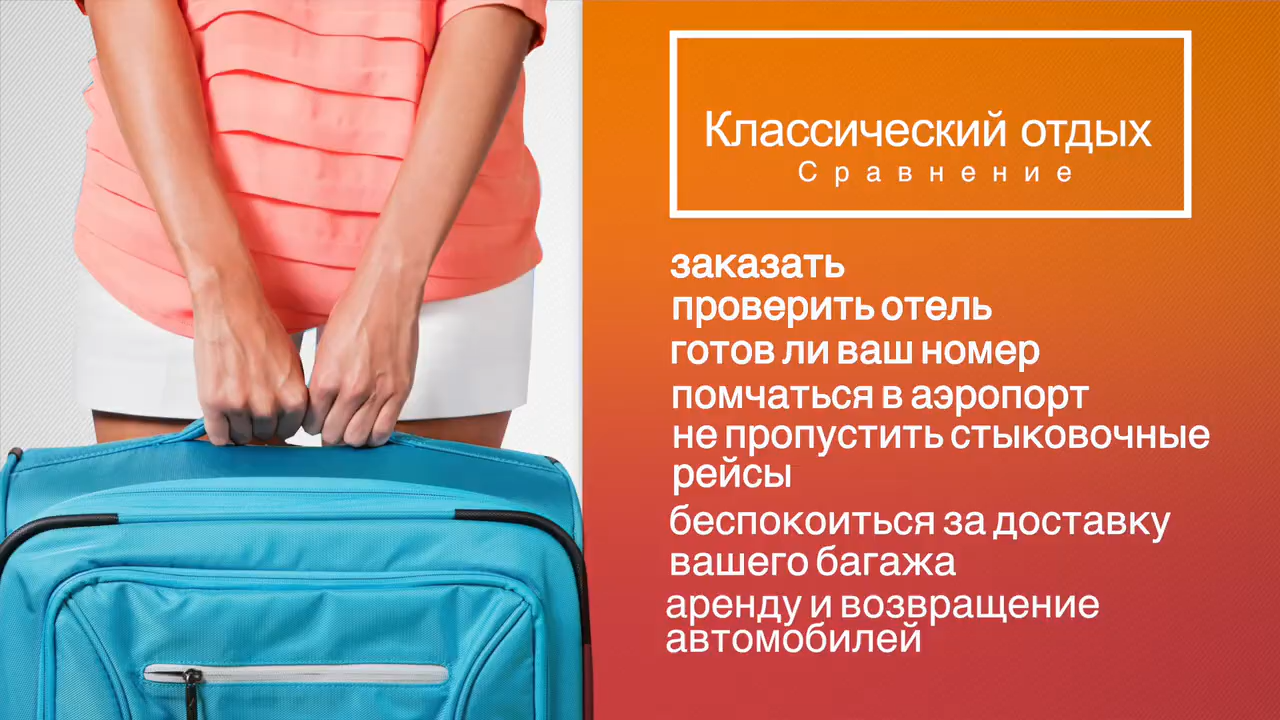 Классический отдых
Сравнение
заказать
проверить отель
готов ли ваш номер
помчаться в аэропорт
не пропустить стыковочные
рейсы
беспокоиться за доставку
вашего багажа
аренду и возвращение
автомобилей